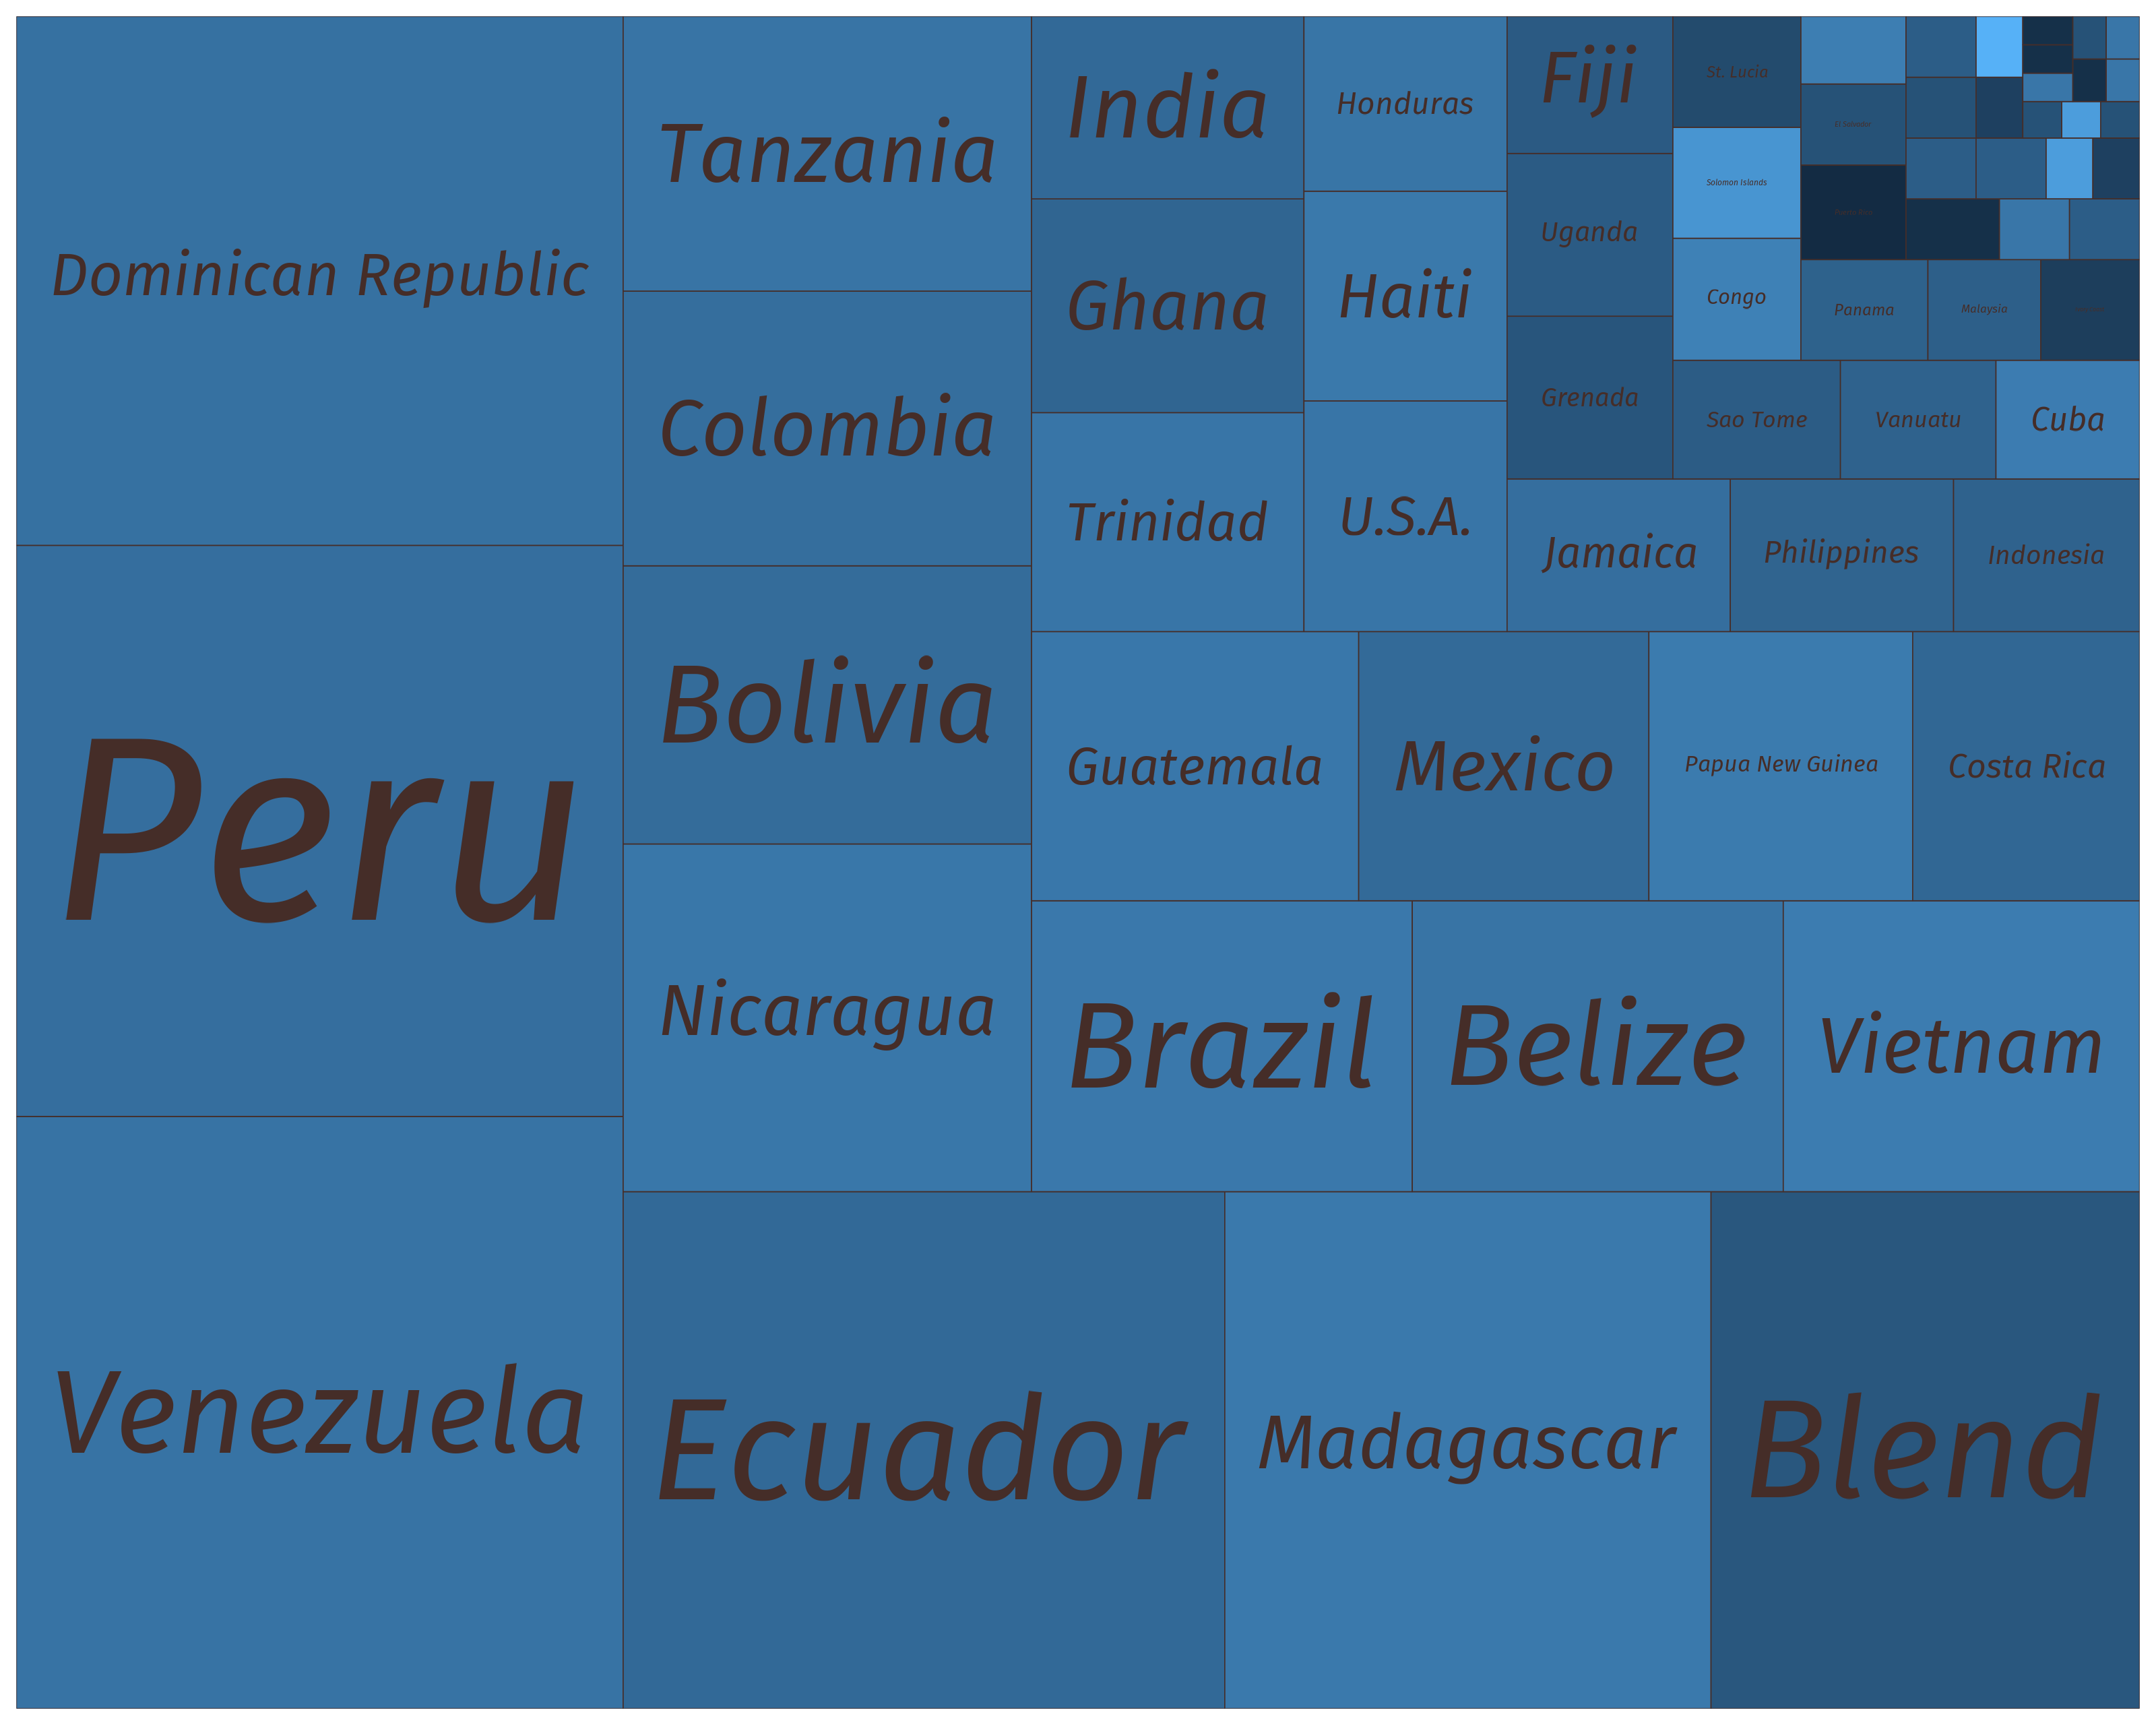 Dominican Republic
Peru
Venezuela
Tanzania
Colombia
Bolivia
Nicaragua
Ecuador
Madagascar
Blend
India
Ghana
Trinidad
Honduras
Haiti
U.S.A.
Guatemala
Mexico
Papua New Guinea
Costa Rica
Brazil
Belize
Vietnam
Fiji
Uganda
Grenada
Jamaica
Philippines
Indonesia
St. Lucia
Solomon Islands
Congo
Sao Tome
Vanuatu
Cuba
El Salvador
Puerto Rico
Panama
Malaysia